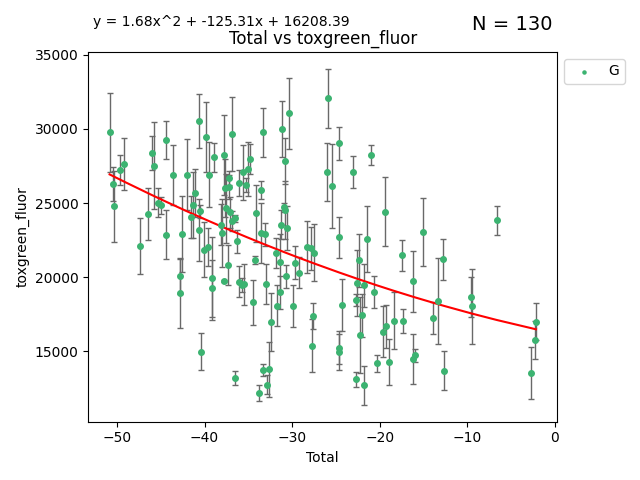 y = 1.68x^2 + -125.31x + 16208.39
N = 130
Total vs toxgreen_fluor
G
35000
30000
25000
20000
15000
toxgreen_fluor
−50 −40 −30 −20 −10 0
Total